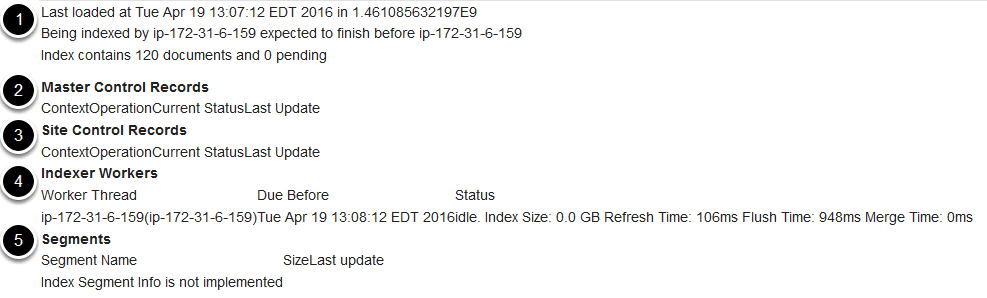 1
Last loaded at Tue Apr 19 13:07:12 EDT 2016 in 1.461085632197E9
Being indexed by ip-172-31-6-159 expected to finish before ip-172-31-6-159
Index contains 120 documents and 0 pending
2
Master Control Records
ContextOperationCurrent StatusLast Update
3
Site Control Records
ContextOperationCurrent StatusLast Update
4
Indexer Workers
Worker Thread Due Before Status
ip-172-31-6-159(ip-172-31-6-159)Tue Apr 19 13:08:12 EDT 2016idle. Index Size: 0.0 GB Refresh Time: 106ms Flush Time: 948ms Merge Time: 0ms
5
Segments
Segment Name SizeLast update
Index Segment Info is not implemented